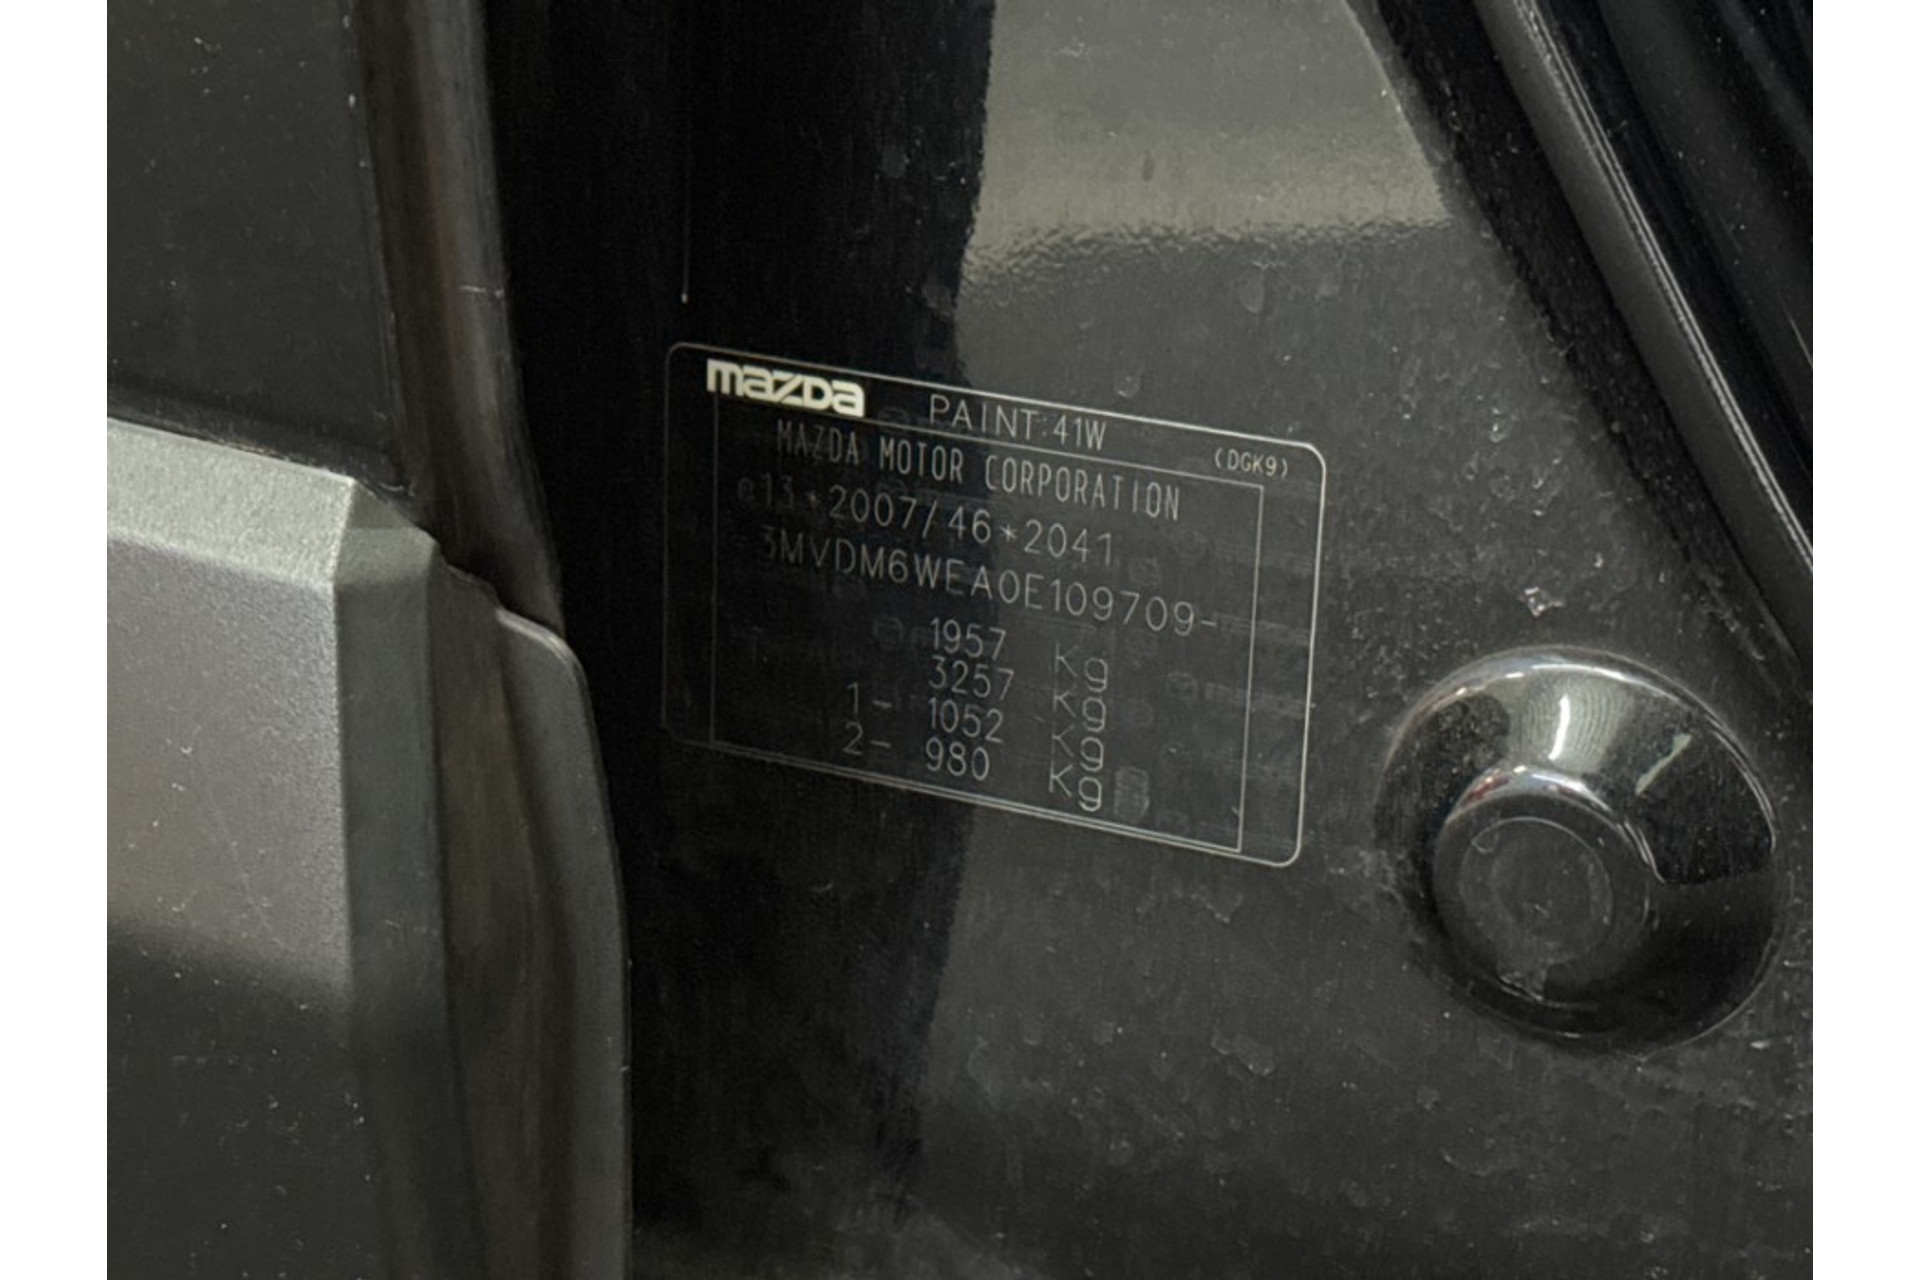 mazda PAINT:41W (DGK9)
MAZDA MOTOR CORPORATION
e13*2007/46*2041
-3MVDM6WEA0E109709-
1957 Kg
3257 Kg
1- 1052 Kg
2- 980 Kg